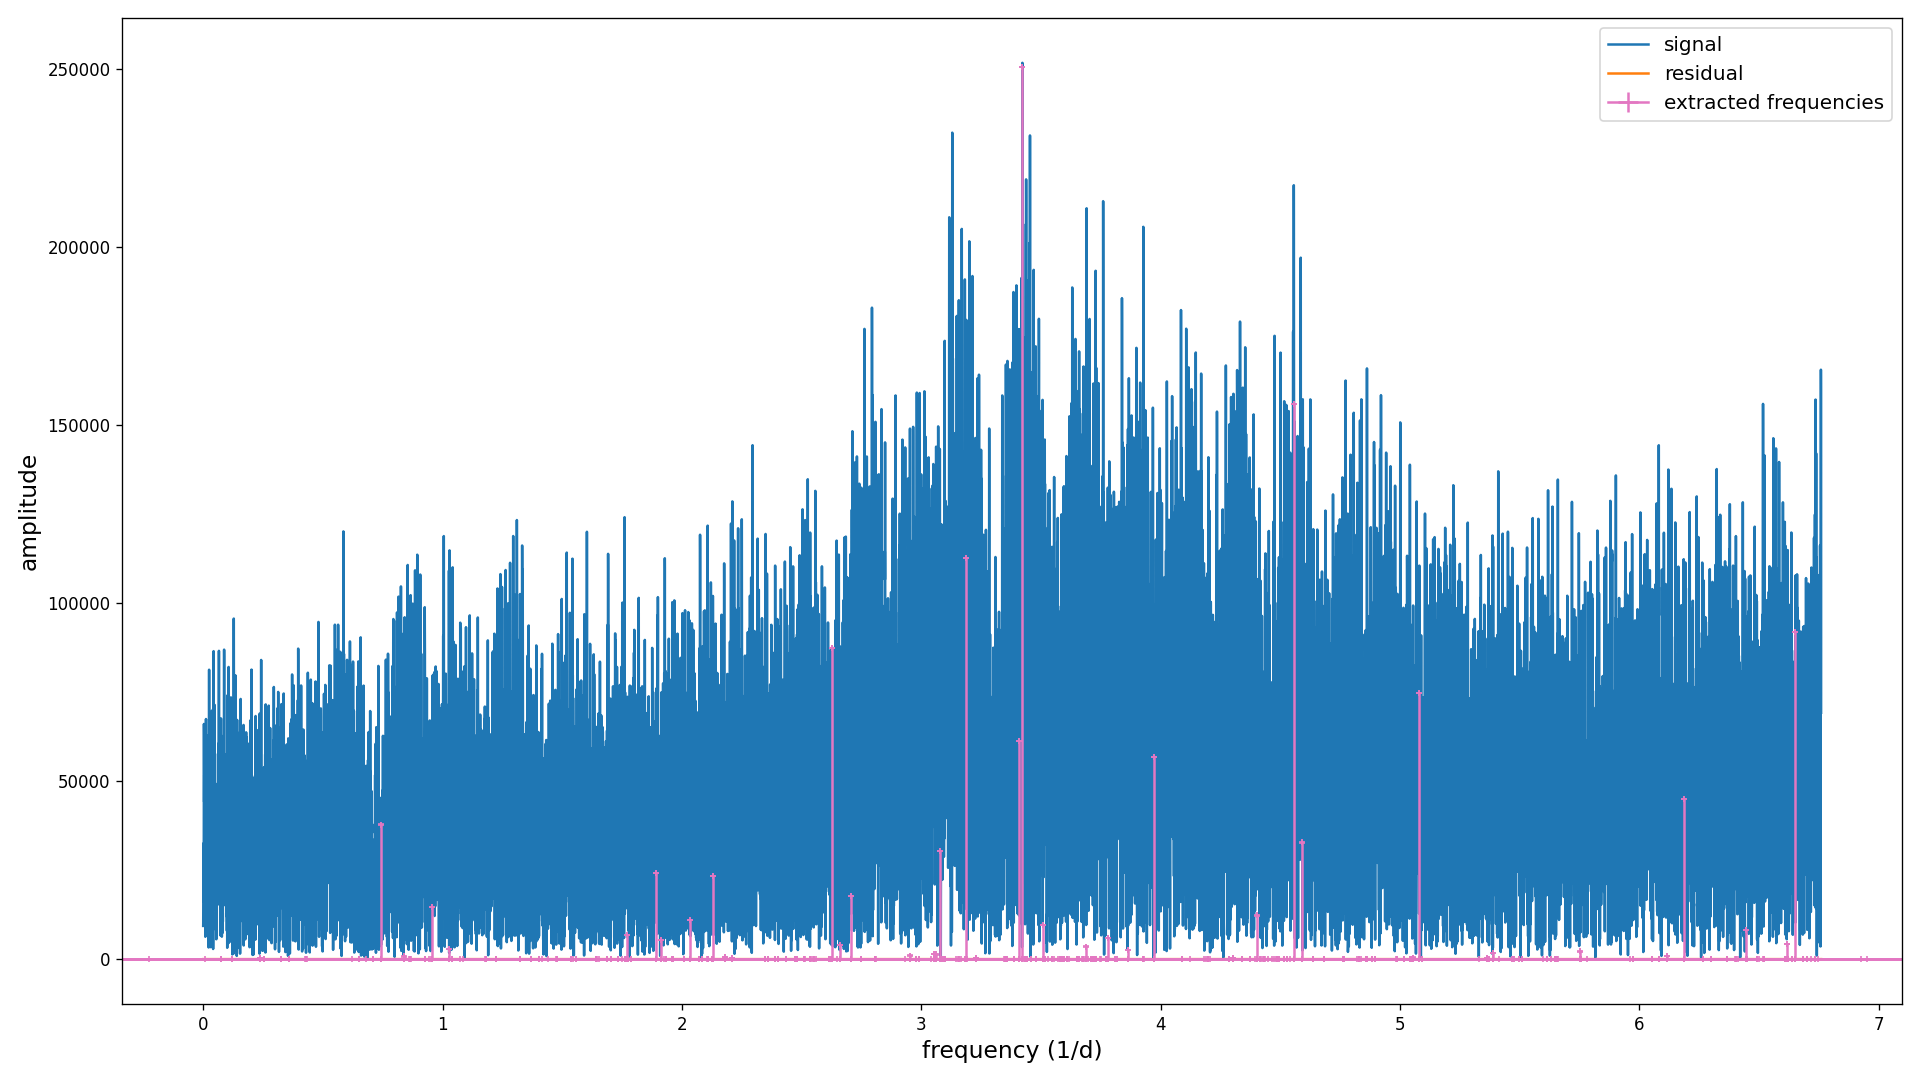 signal
residual
extracted frequencies
250000
200000
150000
100000
50000
0
amplitude
0 1 2 3 4 5 6 7
frequency (1/d)